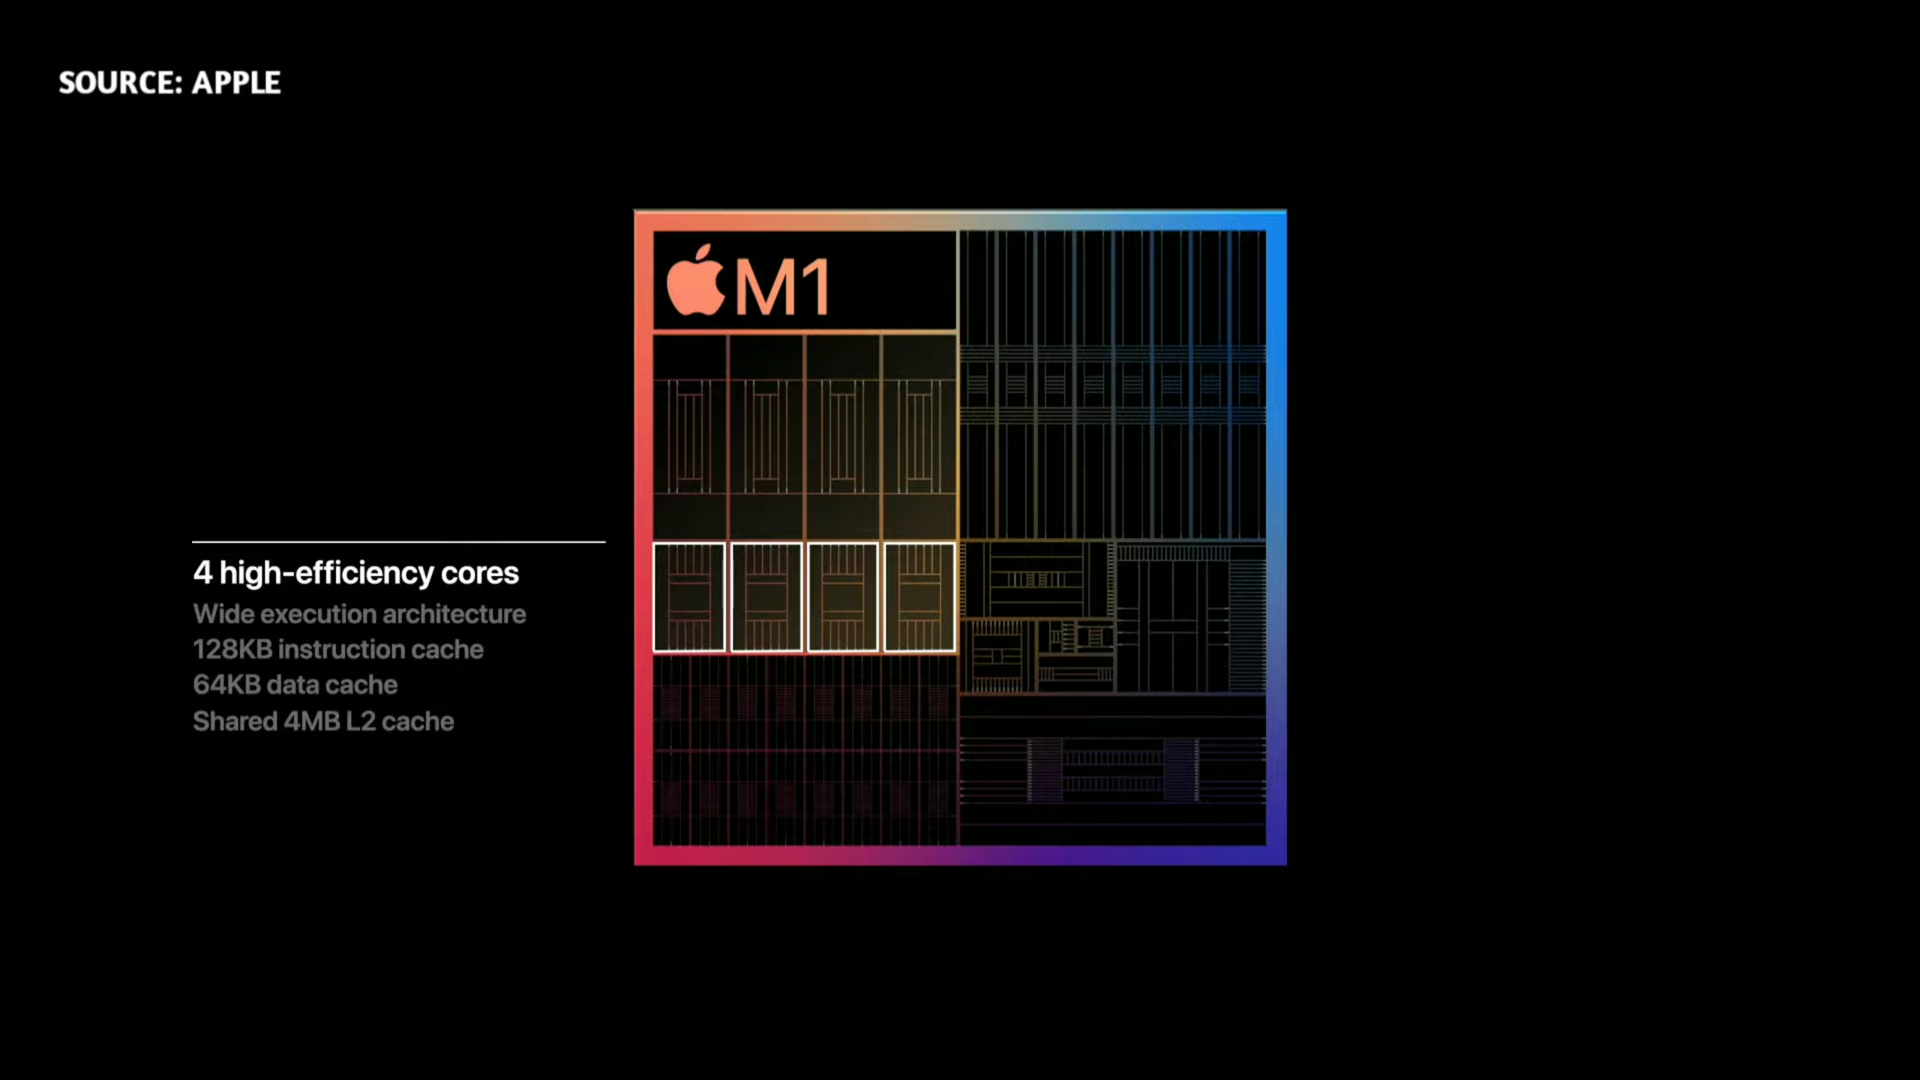 SOURCE: APPLE
M1
4 high-efficiency cores
Wide execution architecture
128KB instruction cache
64KB data cache
Shared 4MB L2 cache